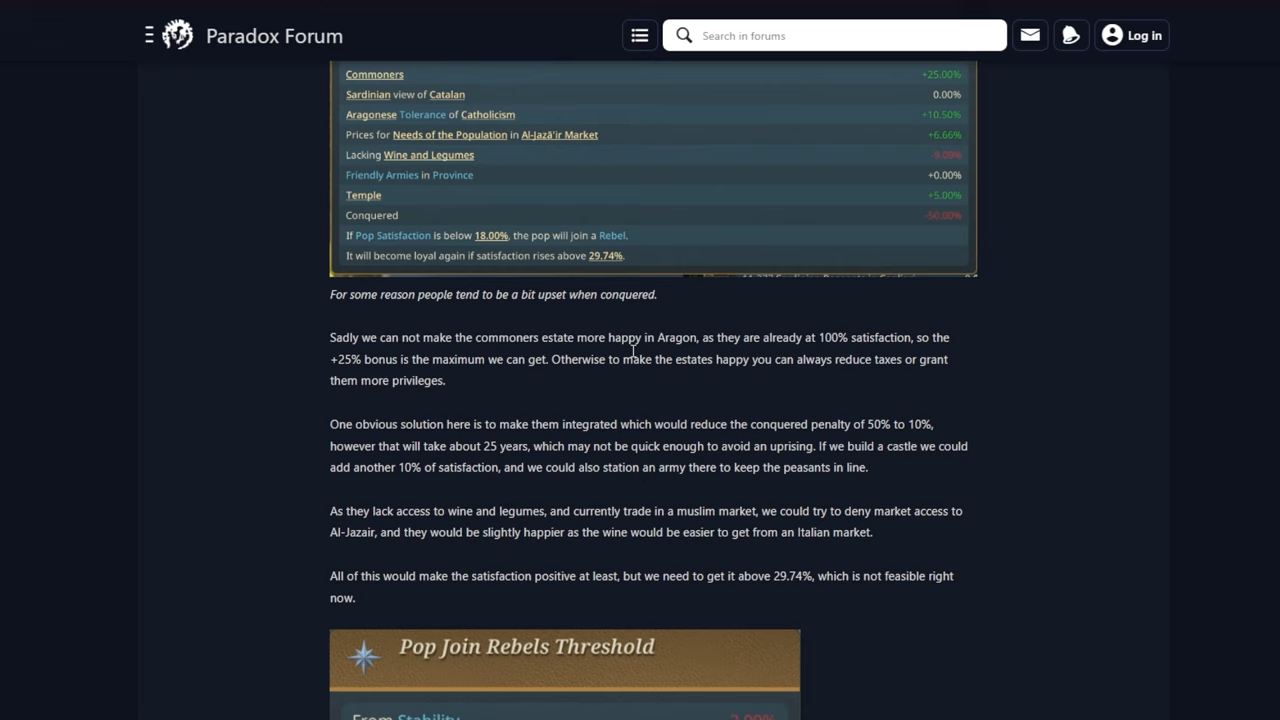 Paradox Forum
Search in forums
Log in
Commoners +25.00%
Sardinian view of Catalan 0.00%
Aragonese Tolerance of Catholicism +10.50%
Prices for Needs of the Population in Al-Jazā'ir Market +6.66%
Lacking Wine and Legumes
Friendly Armies in Province +0.00%
Temple +5.00%
Conquered -50.00%
If Pop Satisfaction is below 18.00%, the pop will join a Rebel.
It will become loyal again if satisfaction rises above 29.74%.
For some reason people tend to be a bit upset when conquered.
Sadly we can not make the commoners estate more happy in Aragon, as they are already at 100% satisfaction, so the
+25% bonus is the maximum we can get. Otherwise to make the estates happy you can always reduce taxes or grant
them more privileges.
One obvious solution here is to make them integrated which would reduce the conquered penalty of 50% to 10%,
however that will take about 25 years, which may not be quick enough to avoid an uprising. If we build a castle we could
add another 10% of satisfaction, and we could also station an army there to keep the peasants in line.
As they lack access to wine and legumes, and currently trade in a muslim market, we could try to deny market access to
Al-Jazair, and they would be slightly happier as the wine would be easier to get from an Italian market.
All of this would make the satisfaction positive at least, but we need to get it above 29.74%, which is not feasible right
now.
Pop Join Rebels Threshold
From Stability